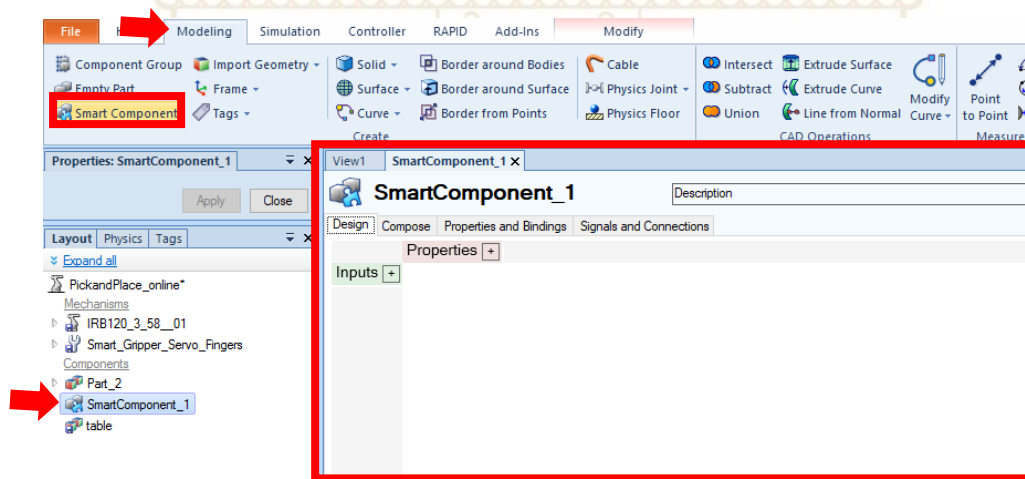 File Modeling Simulation Controller RAPID Add-Ins Modify
Component Group Import Geometry Solid Border around Bodies Cable Intersect Extrude Surface
Empty Part Frame Surface Border around Surface Physics Joint Subtract Extrude Curve Modify Point
Smart Component Tags Curve Border from Points Physics Floor Union Line from Normal Curve to Point
Create CAD Operations Measure
Properties: SmartComponent_1
Apply Close
Layout Physics Tags
Expand all
PickandPlace_online*
Mechanisms
IRB120_3_58__01
Smart_Gripper_Servo_Fingers
Components
Part_2
SmartComponent_1
table
View1 SmartComponent_1
SmartComponent_1 Description
Design Compose Properties and Bindings Signals and Connections
Properties +
Inputs +